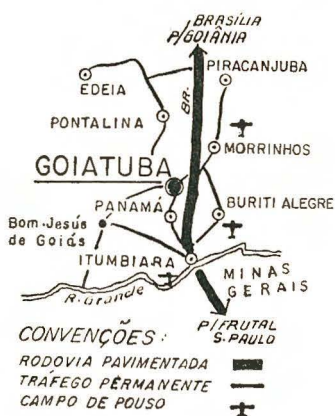 BRASÍLIA
P/GOIÂNIA
PIRACANJUBA
EDEIA
BR.
PONTALINA
MORRINHOS
GOIATUBA
PANAMÁ
BURITI ALEGRE
Bom-Jesús
de Goiás
ITUMBIARA
MINAS
GERAIS
R. Grande
P/FRUTAL
S. PAULO
CONVENÇÕES:
RODOVIA PAVIMENTADA
TRÁFEGO PERMANENTE
CAMPO DE POUSO